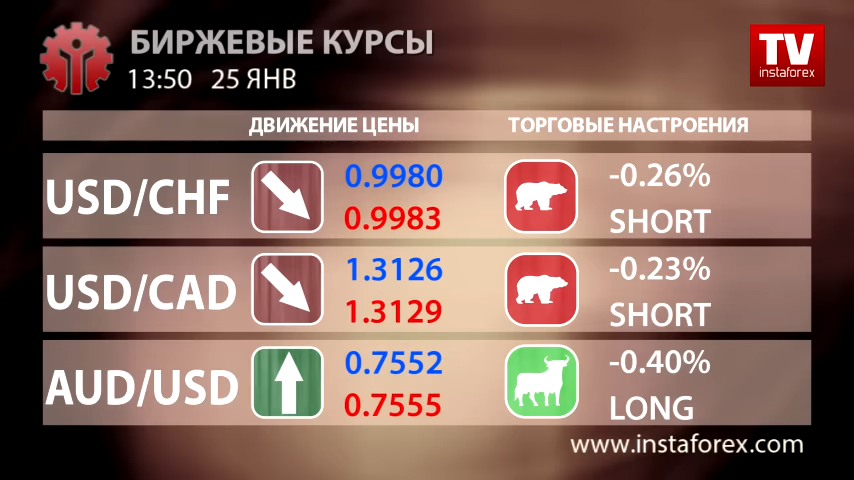 БИРЖЕВЫЕ КУРСЫ
13:50 25 ЯНВ
TV
instaforex
ДВИЖЕНИЕ ЦЕНЫ ТОРГОВЫЕ НАСТРОЕНИЯ
USD/CHF
0.9980
0.9983
-0.26%
SHORT
USD/CAD
1.3126
1.3129
-0.23%
SHORT
AUD/USD
0.7552
0.7555
-0.40%
LONG
www.instaforex.com